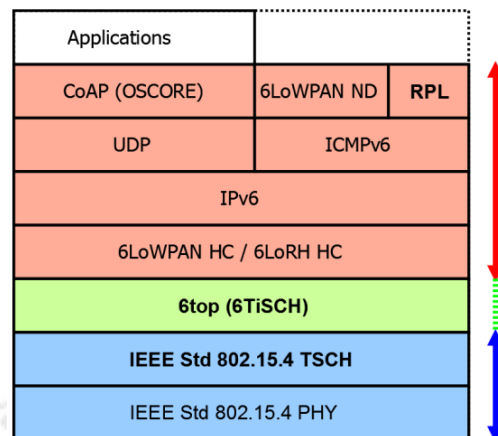 Applications
CoAP (OSCORE) 6LoWPAN ND RPL
UDP ICMPv6
IPv6
6LoWPAN HC / 6LoRH HC
6top (6TiSCH)
IEEE Std 802.15.4 TSCH
IEEE Std 802.15.4 PHY